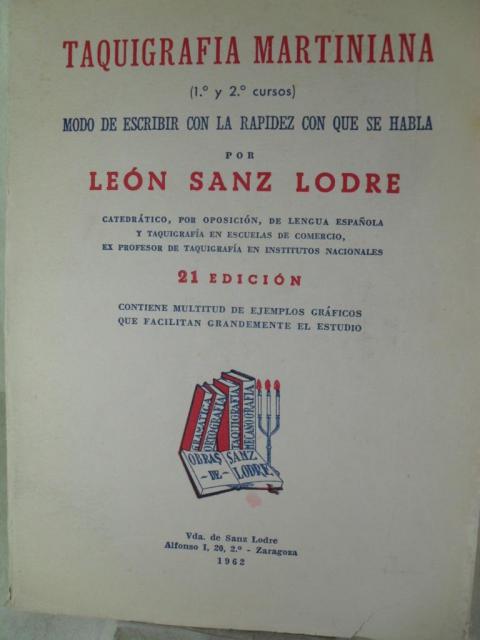 TAQUIGRAFIA MARTINIANA
(1.º y 2.º cursos)
MODO DE ESCRIBIR CON LA RAPIDEZ CON QUE SE HABLA
POR
LEÓN SANZ LODRE
CATEDRÁTICO, POR OPOSICIÓN, DE LENGUA ESPAÑOLA
Y TAQUIGRAFÍA EN ESCUELAS DE COMERCIO,
EX PROFESOR DE TAQUIGRAFÍA EN INSTITUTOS NACIONALES
21 EDICIÓN
CONTIENE MULTITUD DE EJEMPLOS GRÁFICOS
QUE FACILITAN GRANDEMENTE EL ESTUDIO
GRAMATICA
ORTOGRAFIA
TAQUIGRAFIA
MECANOGRAFIA
OBRAS
- DE -
SANZ
LODRE
Vda. de Sanz Lodre
Alfonso I, 20, 2.º - Zaragoza
1962